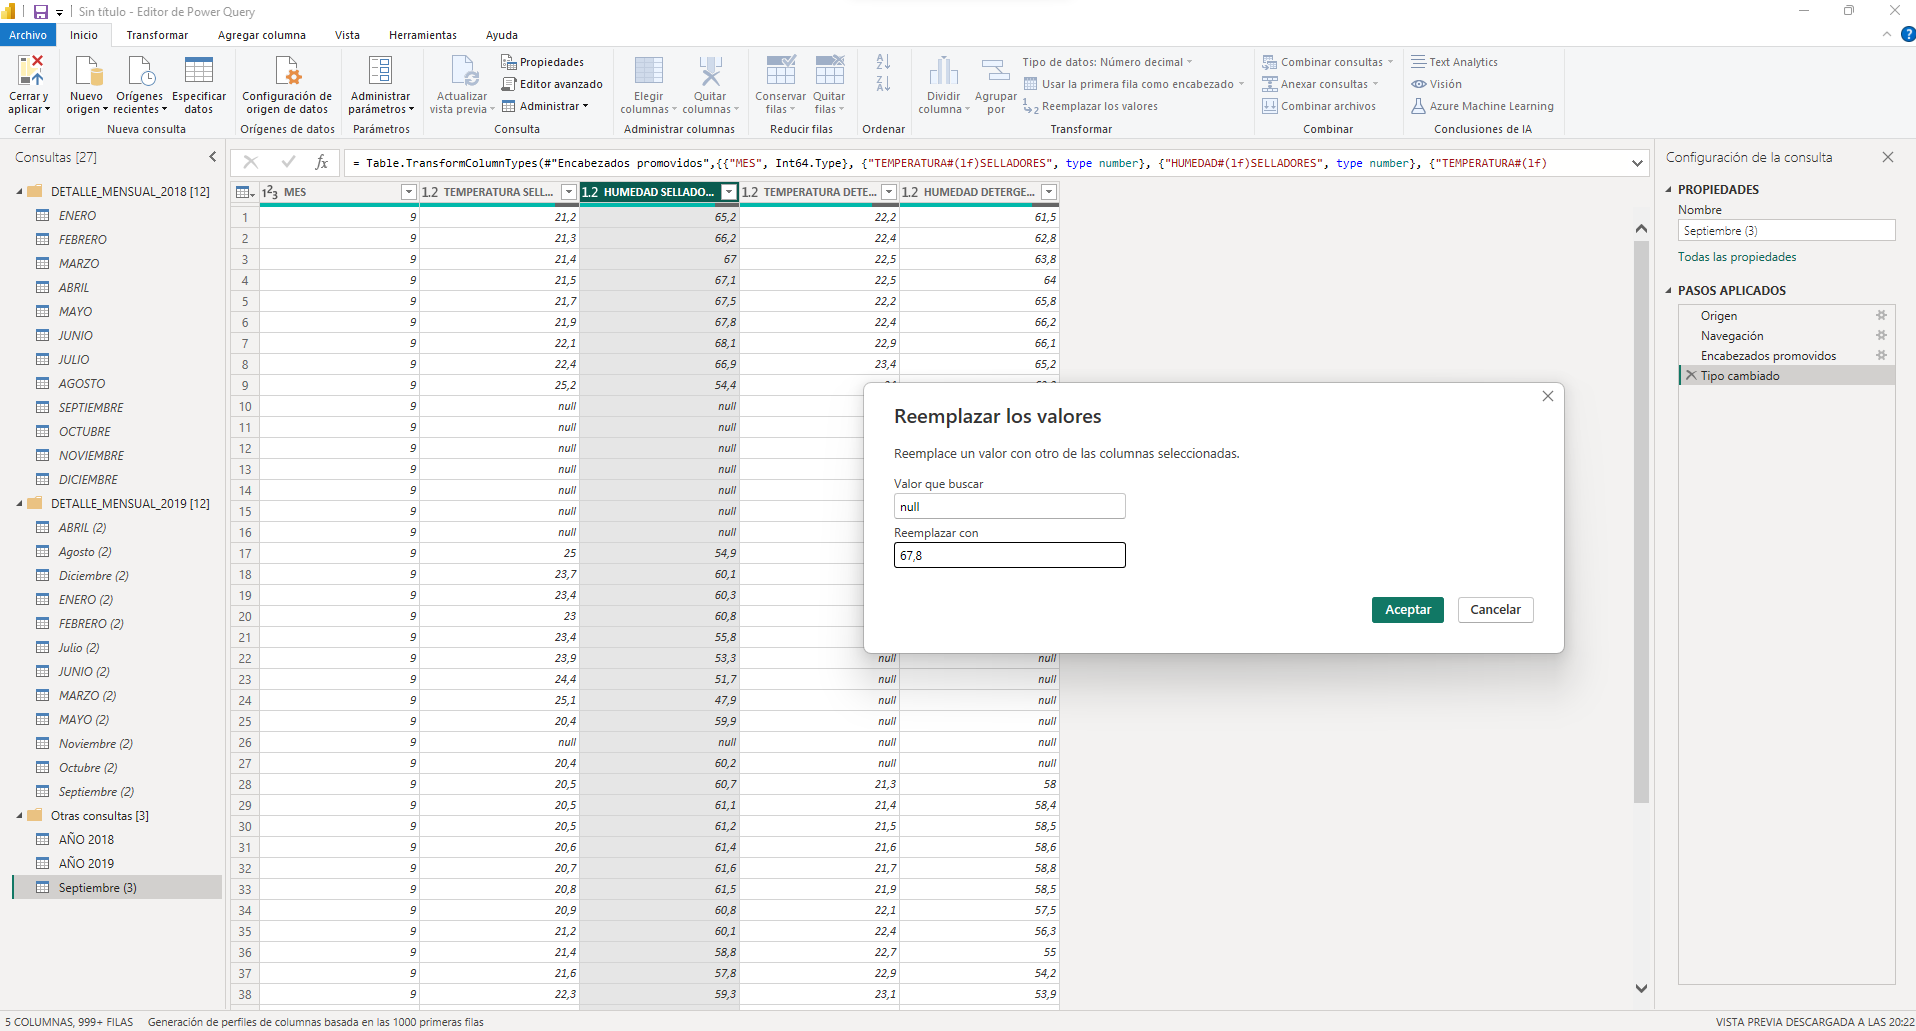 Sin título - Editor de Power Query
Archivo Inicio Transformar Agregar columna Vista Herramientas Ayuda
Cerrar y aplicar
Nuevo origen
Orígenes recientes
Especificar datos
Configuración de origen de datos
Administrar parámetros
Actualizar vista previa
Propiedades
Editor avanzado
Administrar
Elegir columnas
Quitar columnas
Conservar filas
Quitar filas
Dividir columna
Agrupar por
Tipo de datos: Número decimal
Usar la primera fila como encabezado
Reemplazar los valores
Combinar consultas
Anexar consultas
Combinar archivos
Text Analytics
Visión
Azure Machine Learning
Cerrar Nueva consulta Orígenes de datos Parámetros Consulta Administrar columnas Reducir filas Ordenar Transformar Combinar Conclusiones de IA
Consultas [27]
DETALLE_MENSUAL_2018 [12]
ENERO
FEBRERO
MARZO
ABRIL
MAYO
JUNIO
JULIO
AGOSTO
SEPTIEMBRE
OCTUBRE
NOVIEMBRE
DICIEMBRE
DETALLE_MENSUAL_2019 [12]
ABRIL (2)
Agosto (2)
Diciembre (2)
ENERO (2)
FEBRERO (2)
Julio (2)
JUNIO (2)
MARZO (2)
MAYO (2)
Noviembre (2)
Octubre (2)
Septiembre (2)
Otras consultas [3]
AÑO 2018
AÑO 2019
Septiembre (3)
fx = Table.TransformColumnTypes(#"Encabezados promovidos",{{"MES", Int64.Type}, {"TEMPERATURA#(lf)SELLADORES", type number}, {"HUMEDAD#(lf)SELLADORES", type number}, {"TEMPERATURA#(lf)
123 MES 1.2 TEMPERATURA SELL... 1.2 HUMEDAD SELLADO... 1.2 TEMPERATURA DETE... 1.2 HUMEDAD DETERGE...
1 9 21,2 65,2 22,2 61,5
2 9 21,3 66,2 22,4 62,8
3 9 21,4 67 22,5 63,8
4 9 21,5 67,1 22,5 64
5 9 21,7 67,5 22,2 65,8
6 9 21,9 67,8 22,4 66,2
7 9 22,1 68,1 22,9 66,1
8 9 22,4 66,9 23,4 65,2
9 9 25,2 54,4
10 9 null null
11 9 null null
12 9 null null
13 9 null null
14 9 null null
15 9 null null
16 9 null null
17 9 25 54,9
18 9 23,7 60,1
19 9 23,4 60,3
20 9 23 60,8
21 9 23,4 55,8
22 9 23,9 53,3 null null
23 9 24,4 51,7 null null
24 9 25,1 47,9 null null
25 9 20,4 59,9 null null
26 9 null null null null
27 9 20,4 60,2 null null
28 9 20,5 60,7 21,3 58
29 9 20,5 61,1 21,4 58,4
30 9 20,5 61,2 21,5 58,5
31 9 20,6 61,4 21,6 58,6
32 9 20,7 61,6 21,7 58,8
33 9 20,8 61,5 21,9 58,5
34 9 20,9 60,8 22,1 57,5
35 9 21,2 60,1 22,4 56,3
36 9 21,4 58,8 22,7 55
37 9 21,6 57,8 22,9 54,2
38 9 22,3 59,3 23,1 53,9
Reemplazar los valores
Reemplace un valor con otro de las columnas seleccionadas.
Valor que buscar
null
Reemplazar con
67,8
Aceptar Cancelar
Configuración de la consulta
PROPIEDADES
Nombre
Septiembre (3)
Todas las propiedades
PASOS APLICADOS
Origen
Navegación
Encabezados promovidos
Tipo cambiado
5 COLUMNAS, 999+ FILAS Generación de perfiles de columnas basada en las 1000 primeras filas VISTA PREVIA DESCARGADA A LAS 20:22